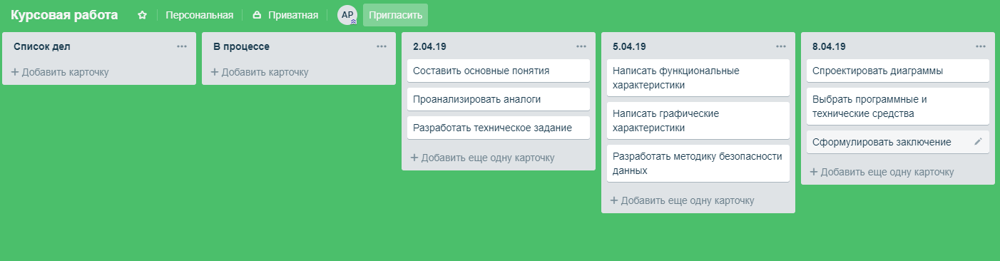 Курсовая работа
Персональная
Приватная
AP
Пригласить
Список дел
+ Добавить карточку
В процессе
+ Добавить карточку
2.04.19
Составить основные понятия
Проанализировать аналоги
Разработать техническое задание
+ Добавить еще одну карточку
5.04.19
Написать функциональные
характеристики
Написать графические
характеристики
Разработать методику безопасности
данных
+ Добавить еще одну карточку
8.04.19
Спроектировать диаграммы
Выбрать программные и
технические средства
Сформулировать заключение
+ Добавить еще одну карточку